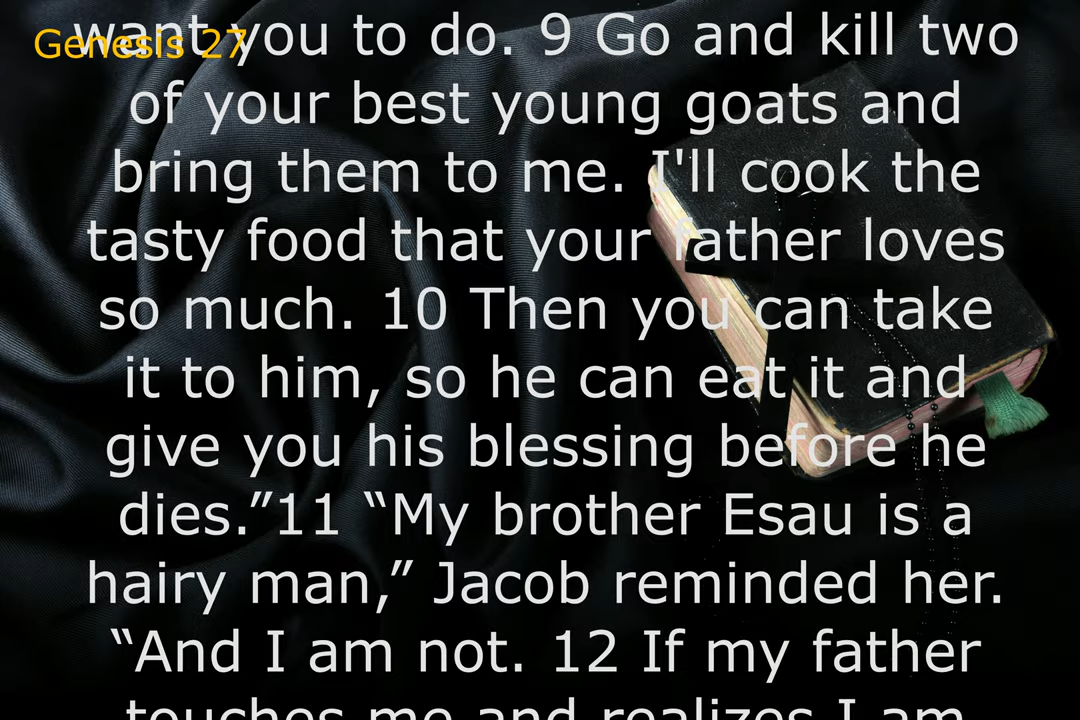 Genesis 27
want you to do. 9 Go and kill two
of your best young goats and
bring them to me. I'll cook the
tasty food that your father loves
so much. 10 Then you can take
it to him, so he can eat it and
give you his blessing before he
dies.”11 “My brother Esau is a
hairy man,” Jacob reminded her.
“And I am not. 12 If my father
touches me and realizes I am